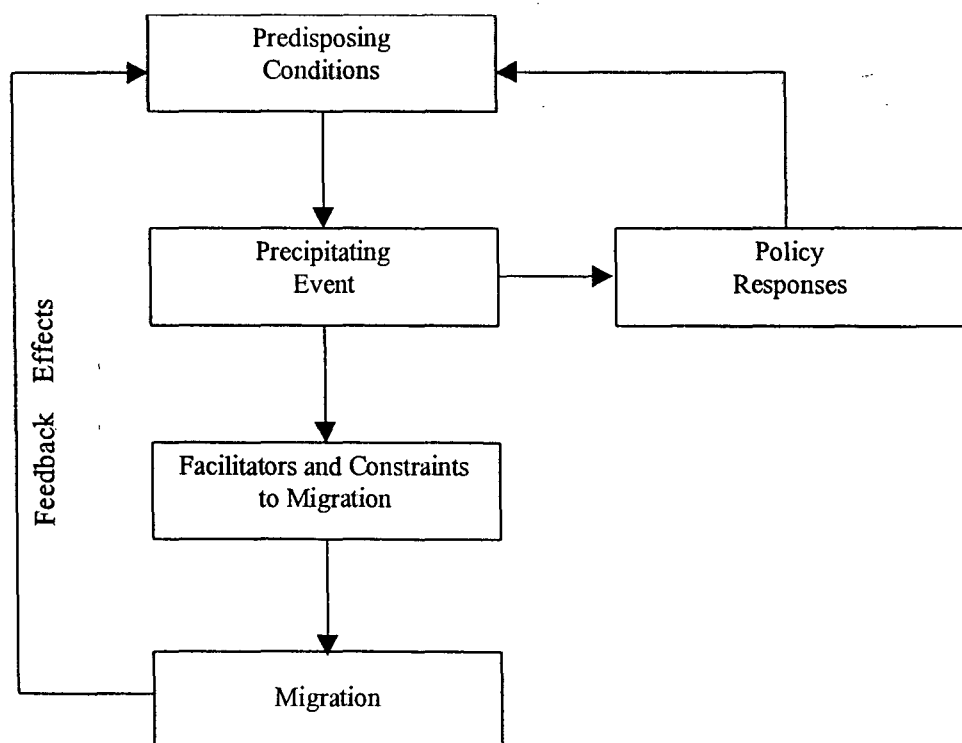 Predisposing
Conditions
Precipitating
Event
Policy
Responses
Feedback Effects
Facilitators and Constraints
to Migration
Migration